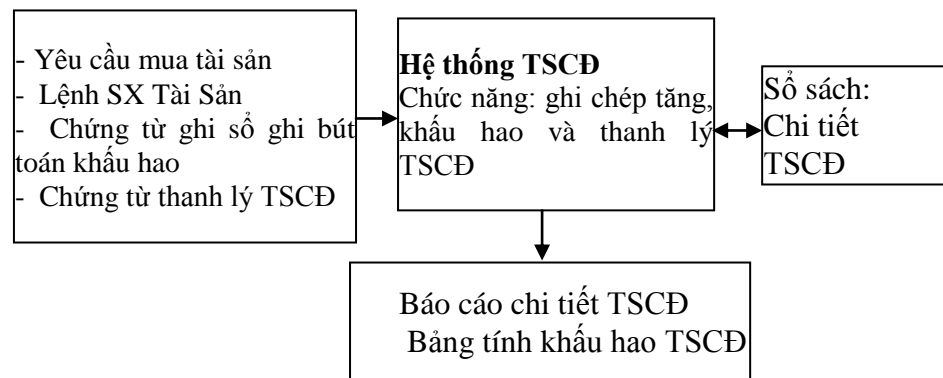 - Yêu cầu mua tài sản
- Lệnh SX Tài Sản
- Chứng từ ghi sổ ghi bút
toán khấu hao
- Chứng từ thanh lý TSCĐ
Hệ thống TSCĐ
Chức năng: ghi chép tăng,
khấu hao và thanh lý
TSCĐ
Sổ sách:
Chi tiết
TSCĐ
Báo cáo chi tiết TSCĐ
Bảng tính khấu hao TSCĐ